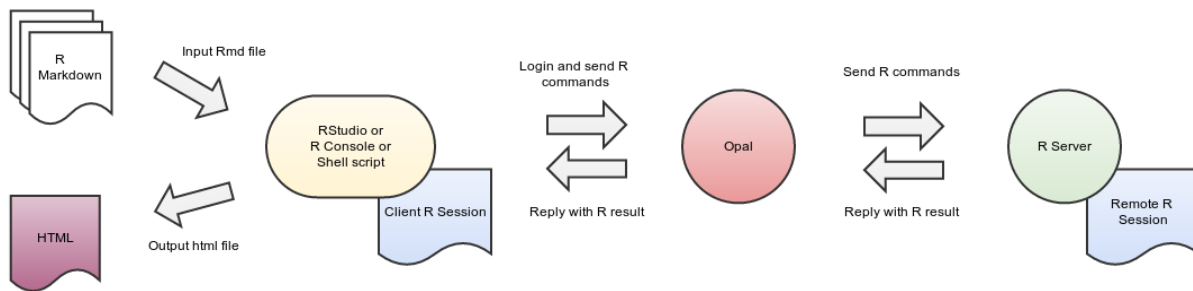 R
Markdown
Input Rmd file
RStudio or
R Console or
Shell script
Client R Session
HTML
Output html file
Login and send R
commands
Reply with R result
Opal
Send R commands
Reply with R result
R Server
Remote R
Session